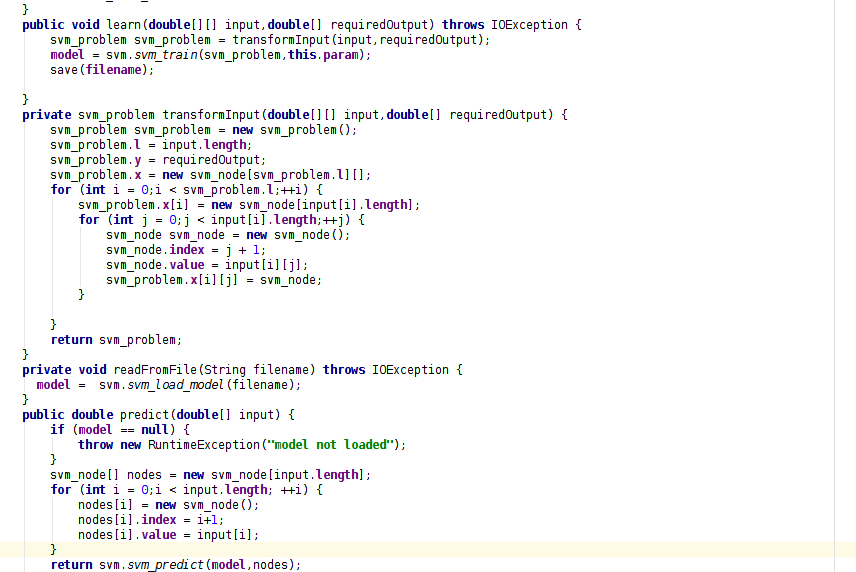 }
public void learn(double[][] input,double[] requiredOutput) throws IOException {
    svm_problem svm_problem = transformInput(input,requiredOutput);
    model = svm.svm_train(svm_problem,this.param);
    save(filename);

}
private svm_problem transformInput(double[][] input,double[] requiredOutput) {
    svm_problem svm_problem = new svm_problem();
    svm_problem.l = input.length;
    svm_problem.y = requiredOutput;
    svm_problem.x = new svm_node[svm_problem.l][];
    for (int i = 0;i < svm_problem.l;++i) {
        svm_problem.x[i] = new svm_node[input[i].length];
        for (int j = 0;j < input[i].length;++j) {
            svm_node svm_node = new svm_node();
            svm_node.index = j + 1;
            svm_node.value = input[i][j];
            svm_problem.x[i][j] = svm_node;
        }

    }
    return svm_problem;
}
private void readFromFile(String filename) throws IOException {
  model =  svm.svm_load_model(filename);
}
public double predict(double[] input) {
    if (model == null) {
        throw new RuntimeException("model not loaded");
    }
    svm_node[] nodes = new svm_node[input.length];
    for (int i = 0;i < input.length; ++i) {
        nodes[i] = new svm_node();
        nodes[i].index = i+1;
        nodes[i].value = input[i];
    }
    return svm.svm_predict(model,nodes);